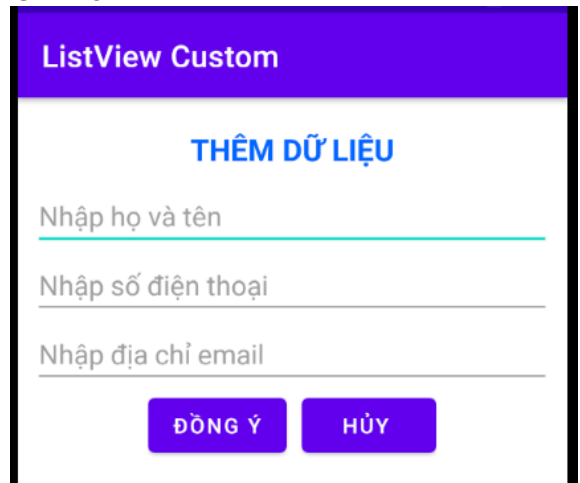 ListView Custom
THÊM DỮ LIỆU
Nhập họ và tên
Nhập số điện thoại
Nhập địa chỉ email
ĐỒNG Ý HỦY